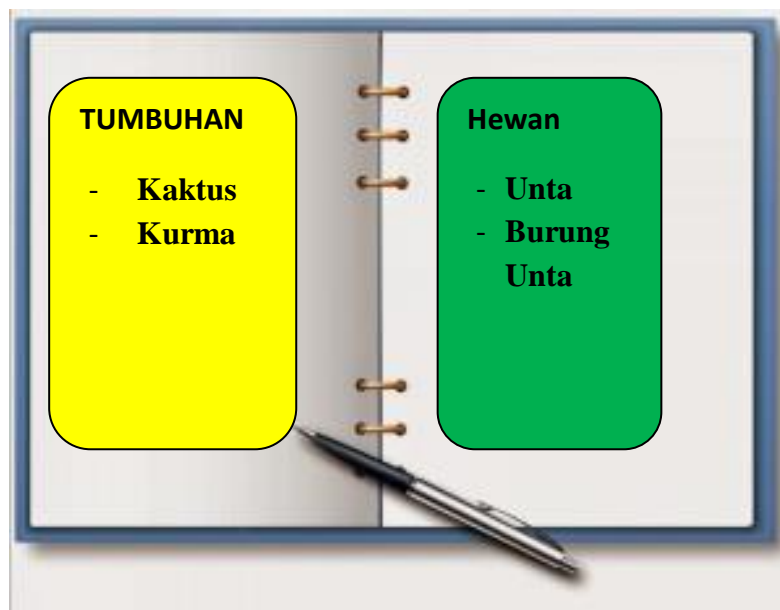 TUMBUHAN
- Kaktus
- Kurma
Hewan
- Unta
- Burung
Unta